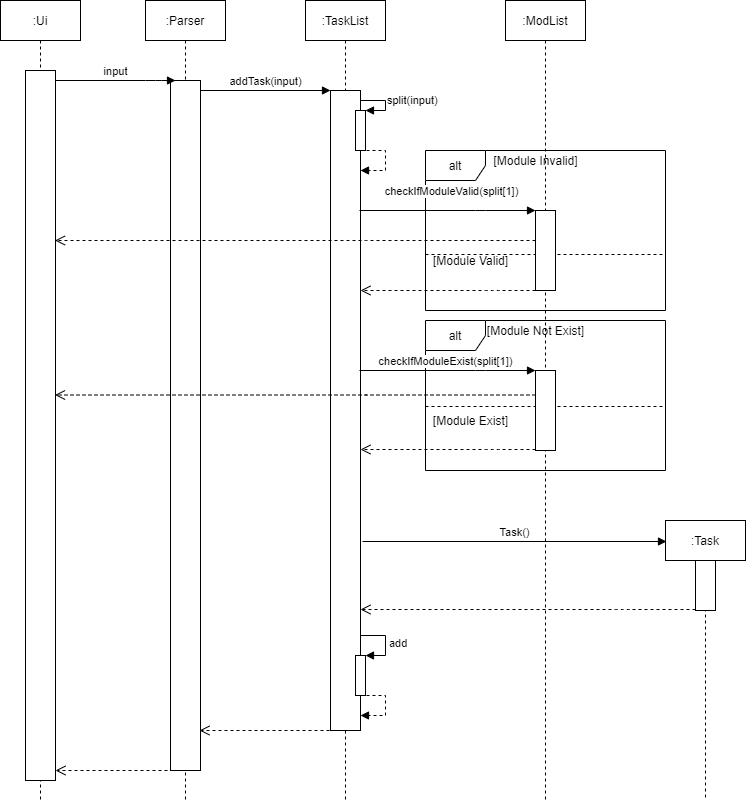 :Ui
:Parser
:TaskList
:ModList
input
addTask(input)
split(input)
alt
[Module Invalid]
checkIfModuleValid(split[1])
[Module Valid]
alt
[Module Not Exist]
checkIfModuleExist(split[1])
[Module Exist]
Task()
:Task
add